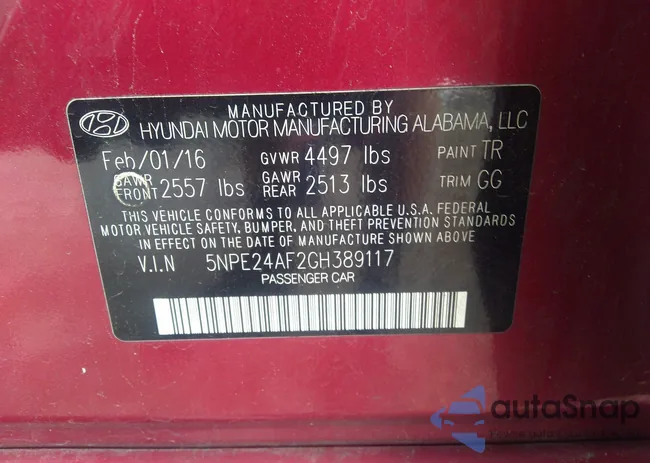 MANUFACTURED BY
HYUNDAI MOTOR MANUFACTURING ALABAMA, LLC
Feb/01/16 GVWR 4497 lbs PAINT TR
GAWR FRONT 2557 lbs GAWR REAR 2513 lbs TRIM GG
THIS VEHICLE CONFORMS TO ALL APPLICABLE U.S.A. FEDERAL
MOTOR VEHICLE SAFETY, BUMPER, AND THEFT PREVENTION STANDARDS
IN EFFECT ON THE DATE OF MANUFACTURE SHOWN ABOVE.
V.I.N 5NPE24AF2GH389117
PASSENGER CAR
autaSnap